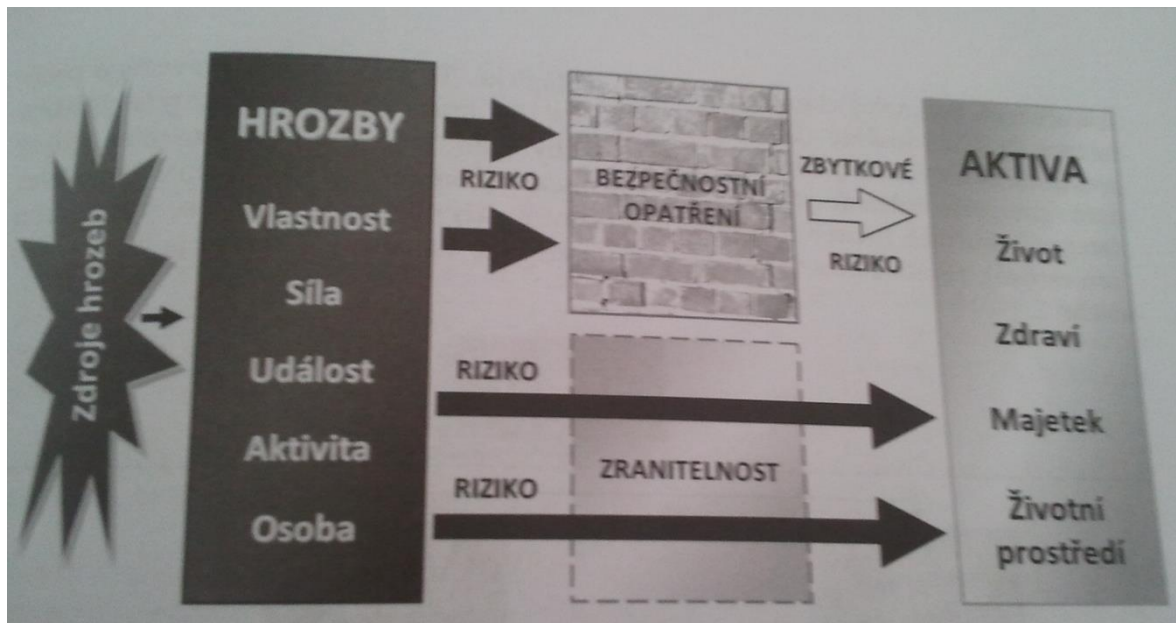 Zdroje hrozeb
HROZBY
Vlastnost
Síla
Událost
Aktivita
Osoba
RIZIKO
BEZPEČNOSTNÍ
OPATŘENÍ
ZBYTKOVÉ
RIZIKO
RIZIKO
RIZIKO
ZRANITELNOST
AKTIVA
Život
Zdraví
Majetek
Životní
prostředí